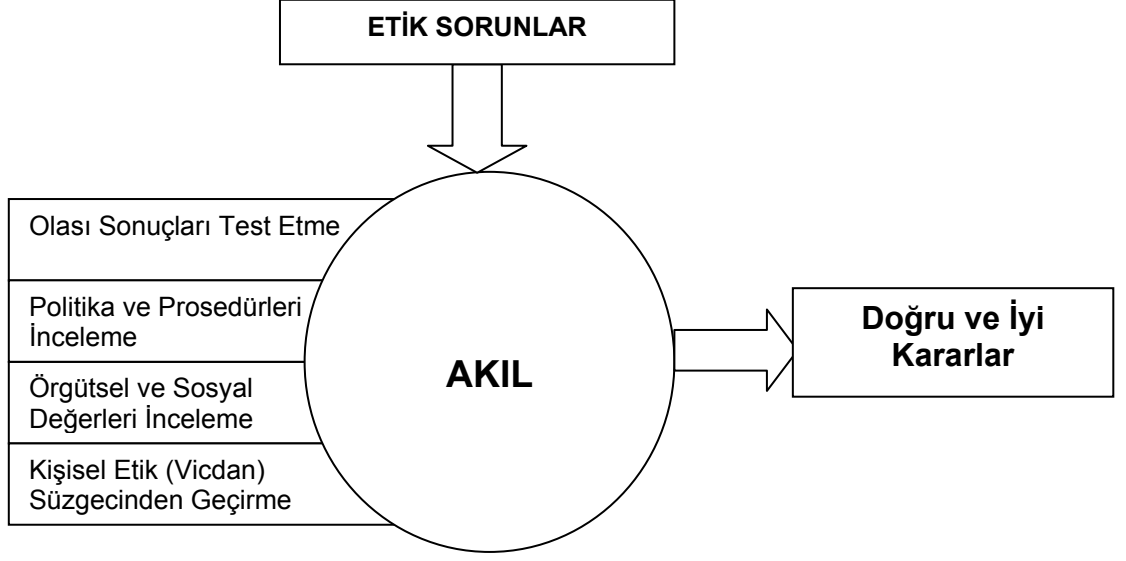 ETİK SORUNLAR
Olası Sonuçları Test Etme
Politika ve Prosedürleri
İnceleme
Örgütsel ve Sosyal
Değerleri İnceleme
Kişisel Etik (Vicdan)
Süzgecinden Geçirme
AKIL
Doğru ve İyi
Kararlar